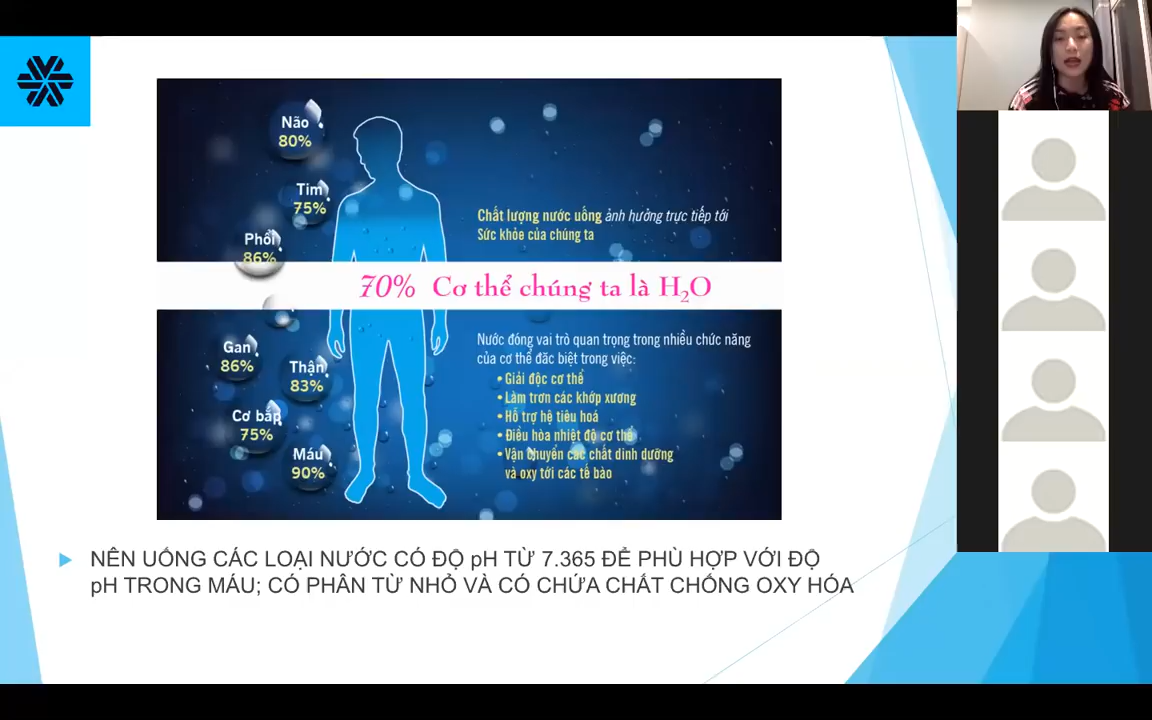 Não
80%
Tim
75%
Phổi
86%
Chất lượng nước uống ảnh hưởng trực tiếp tới
Sức khỏe của chúng ta
70% Cơ thể chúng ta là H₂O
Gan
86%
Thận
83%
Cơ bắp
75%
Máu
90%
Nước đóng vai trò quan trọng trong nhiều chức năng
của cơ thể đặc biệt trong việc:
• Giải độc cơ thể
• Làm trơn các khớp xương
• Hỗ trợ hệ tiêu hoá
• Điều hòa nhiệt độ cơ thể
• Vận chuyển các chất dinh dưỡng
và oxy tới các tế bào
NÊN UỐNG CÁC LOẠI NƯỚC CÓ ĐỘ pH TỪ 7.365 ĐỂ PHÙ HỢP VỚI ĐỘ
pH TRONG MÁU; CÓ PHÂN TỬ NHỎ VÀ CÓ CHỨA CHẤT CHỐNG OXY HÓA